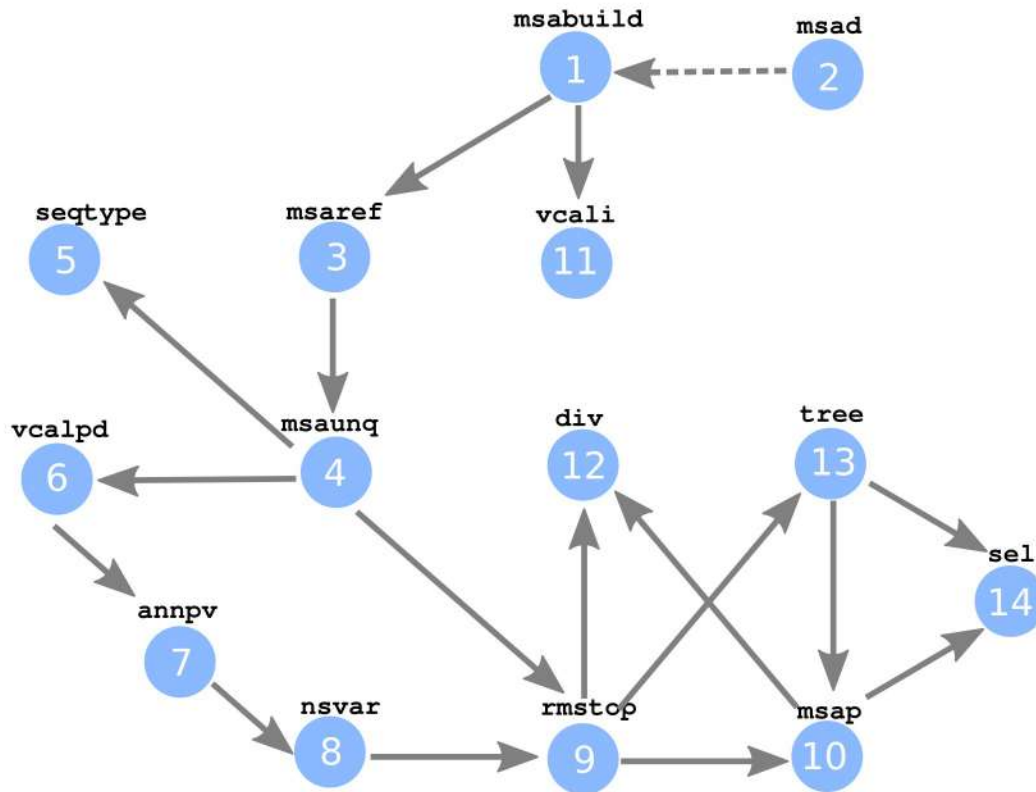 msabuild
msad
1
2
seqtype
msaref
vcali
5
3
11
vcalpd
msaunq
div
tree
6
4
12
13
sel
14
annpv
7
nsvar
rmstop
msap
8
9
10